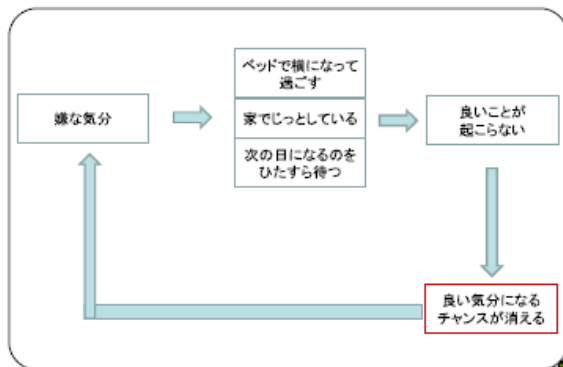 嫌な気分
ベッドで横になって
過ごす
家でじっとしている
次の日になるのを
ひたすら待つ
良いことが
起こらない
良い気分になる
チャンスが消える